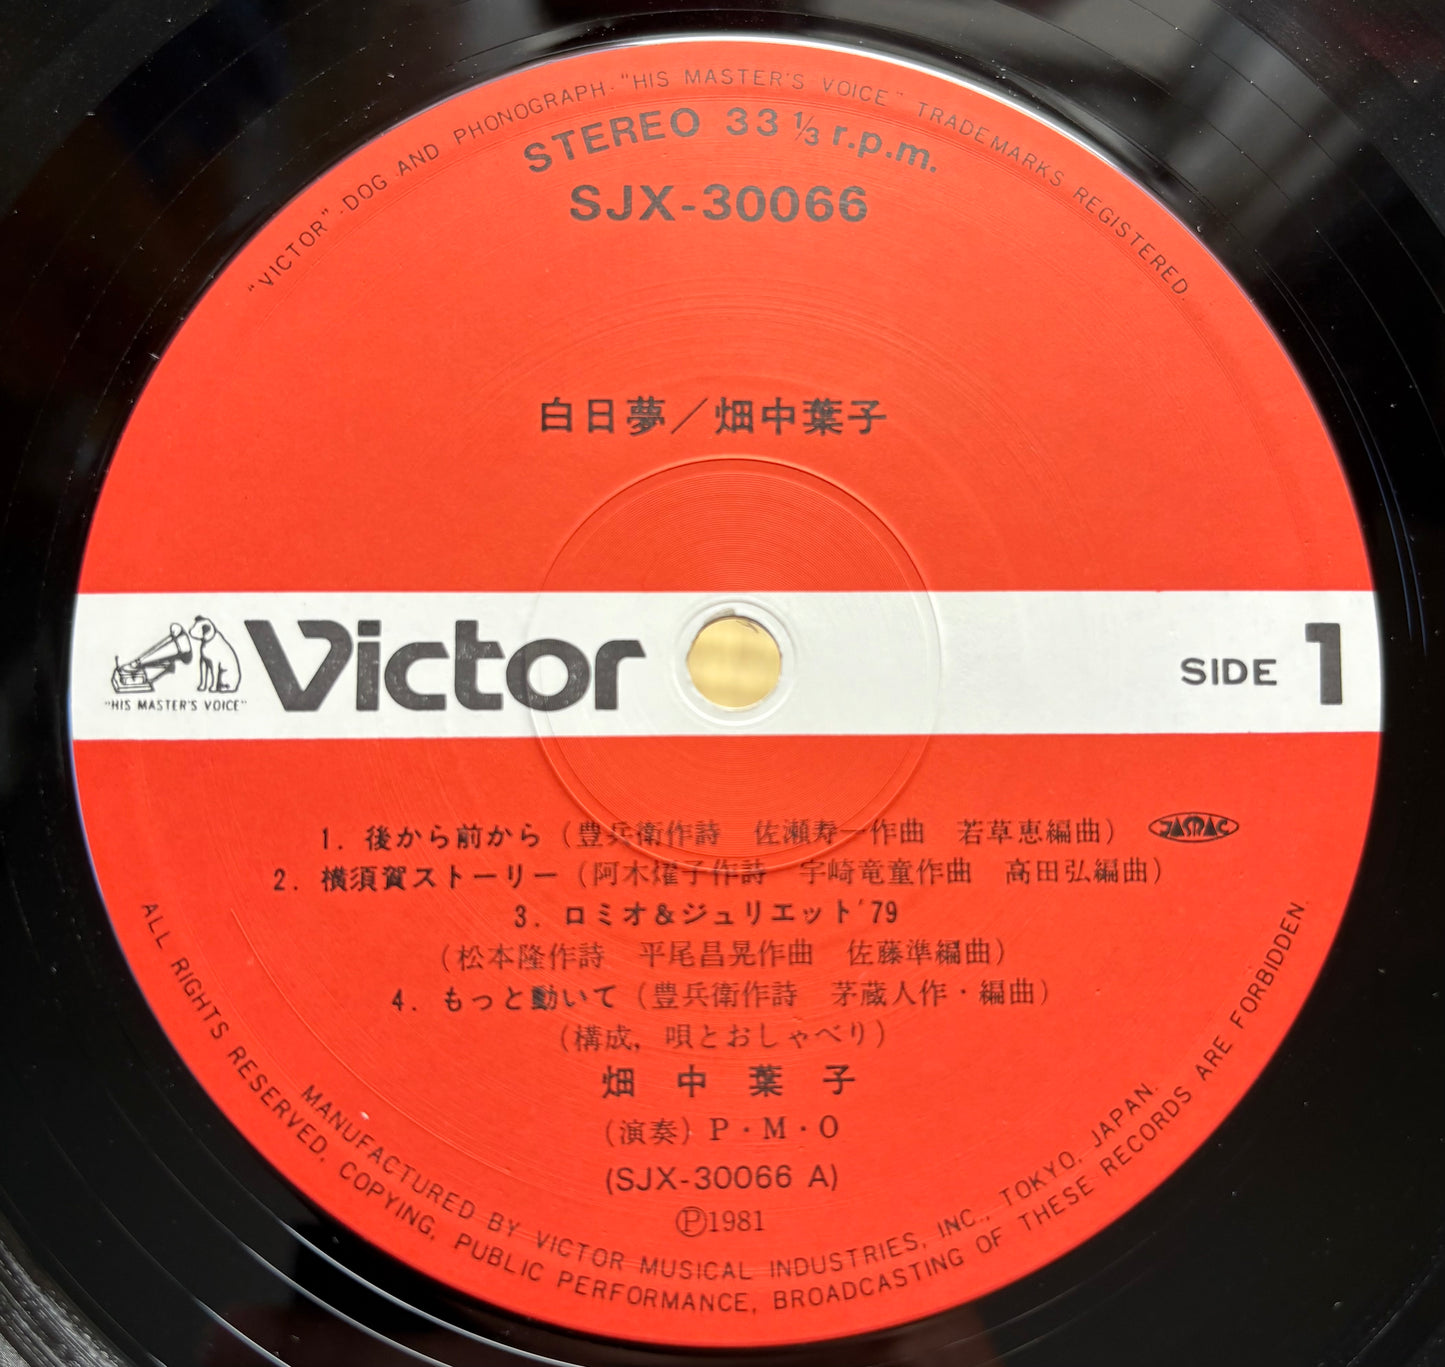 "VICTOR"-DOG AND PHONOGRAPH-"HIS MASTER'S VOICE" TRADEMARKS REGISTERED.
STEREO 33 1/3 r.p.m.
SJX-30066
白日夢／畑中葉子
"HIS MASTER'S VOICE"
Victor
SIDE 1
1. 後から前から（豊兵衛作詩　佐瀬寿一作曲　若草恵編曲） JASRAC
2. 横須賀ストーリー（阿木燿子作詩　宇崎竜童作曲　高田弘編曲）
3. ロミオ&ジュリエット'79
（松本隆作詩　平尾昌晃作曲　佐藤準編曲）
4. もっと動いて（豊兵衛作詩　茅蔵人作・編曲）
（構成，唄とおしゃべり）
畑中葉子
（演奏）P・M・O
(SJX-30066 A)
Ⓟ1981
MANUFACTURED BY VICTOR MUSICAL INDUSTRIES, INC., TOKYO, JAPAN.
ALL RIGHTS RESERVED. COPYING, PUBLIC PERFORMANCE, BROADCASTING OF THESE RECORDS ARE FORBIDDEN.